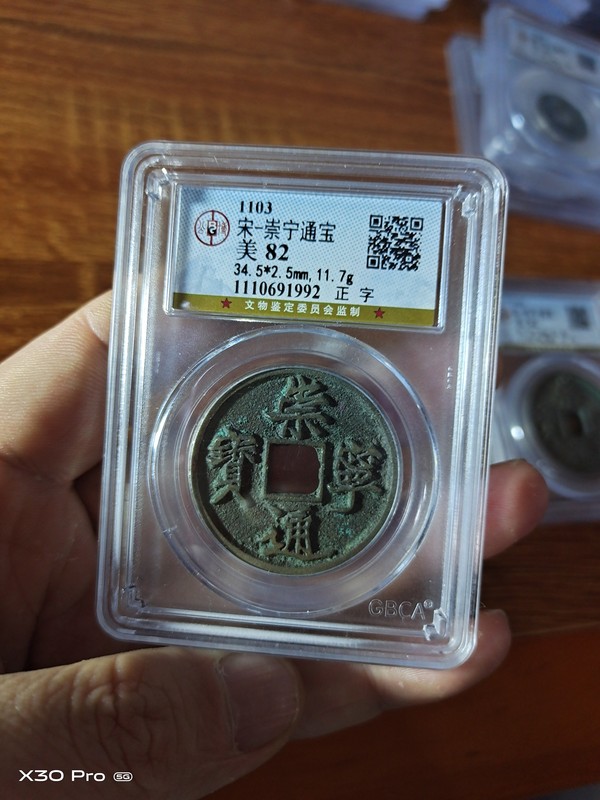 1103
宋-崇宁通宝
美 82
34.5*2.5mm, 11.7g
1110691992 正 字
★ 文物鉴定委员会监制 ★
崇
寶 寧
通
GBCA®
X30 Pro 5G